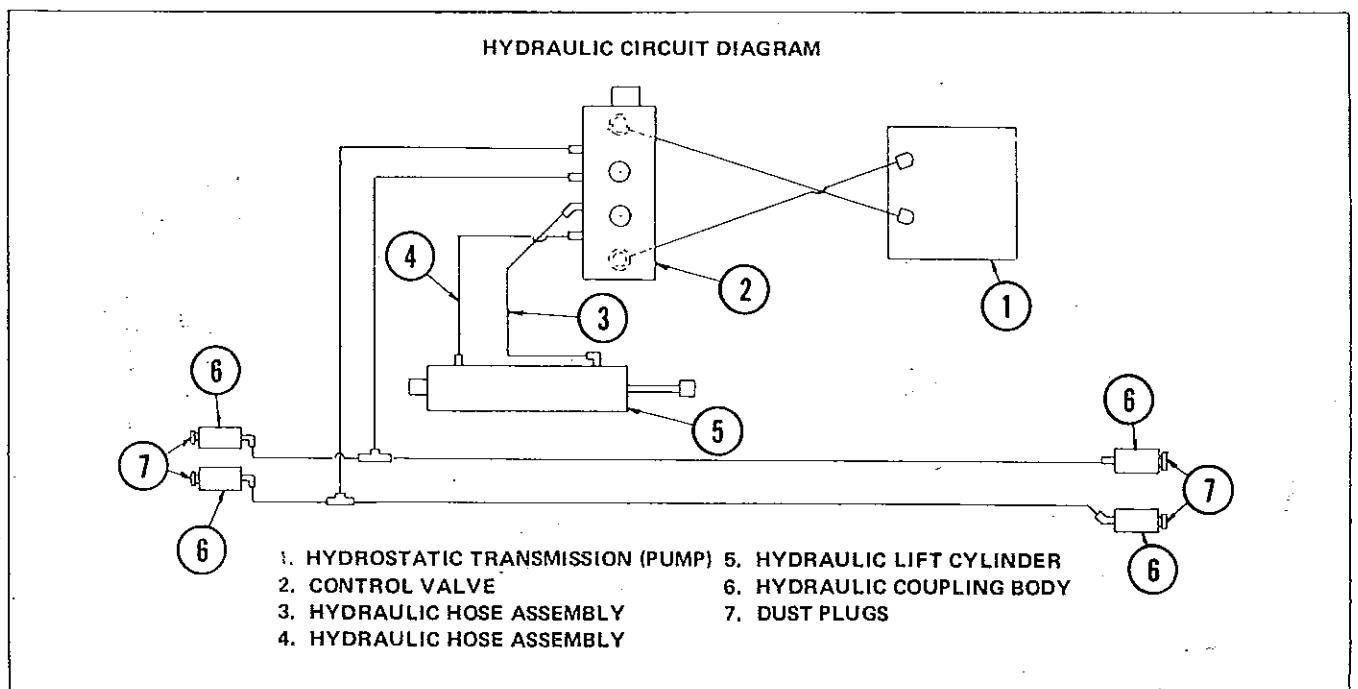 HYDRAULIC CIRCUIT DIAGRAM
4
3
2
1
6
7
6
5
6
7
6
1. HYDROSTATIC TRANSMISSION (PUMP)
2. CONTROL VALVE
3. HYDRAULIC HOSE ASSEMBLY
4. HYDRAULIC HOSE ASSEMBLY
5. HYDRAULIC LIFT CYLINDER
6. HYDRAULIC COUPLING BODY
7. DUST PLUGS